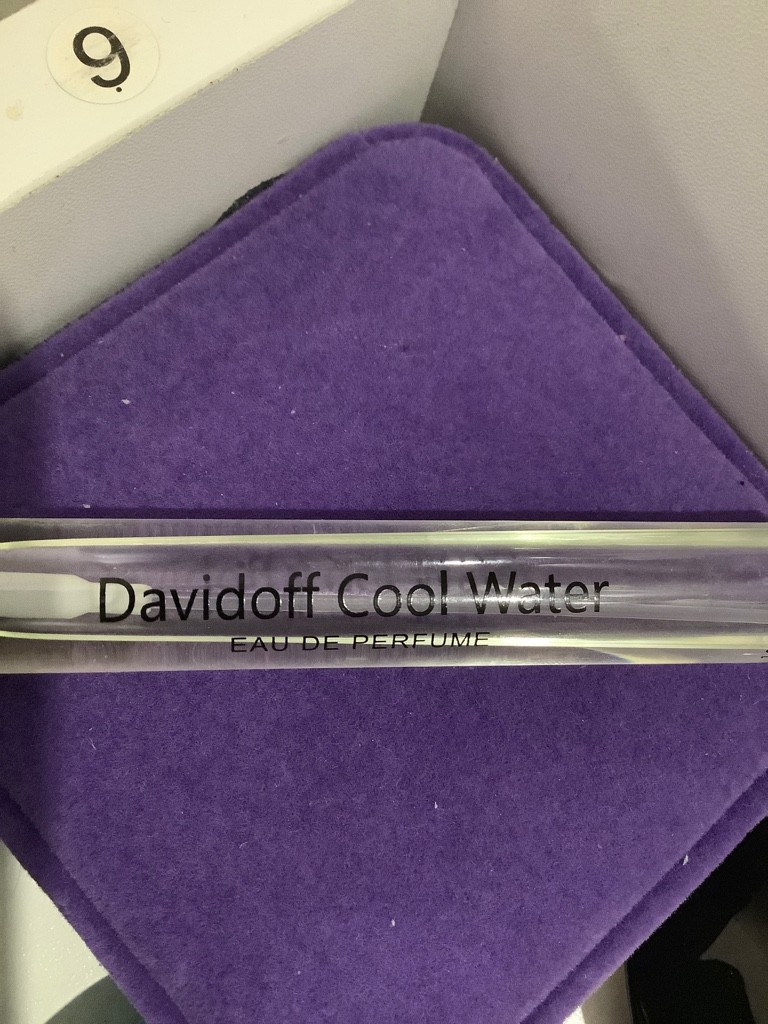 9.
Davidoff Cool Water
EAU DE PERFUME